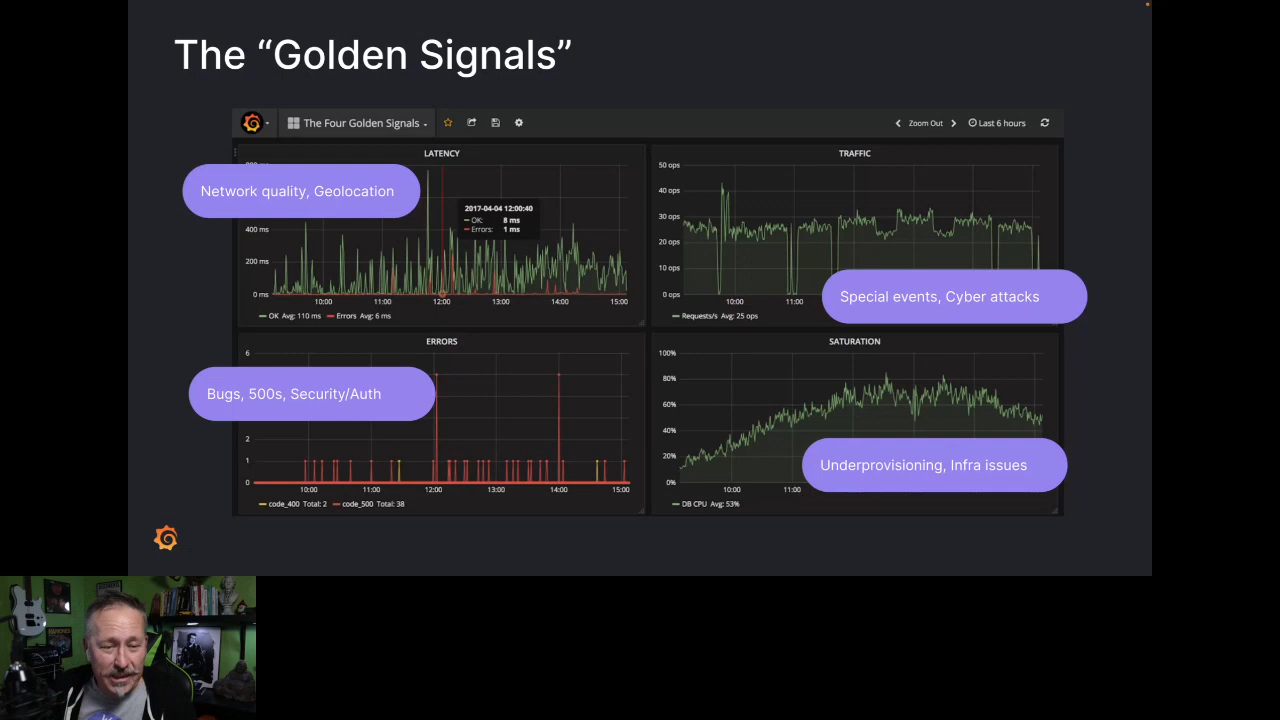 The “Golden Signals”
The Four Golden Signals
Zoom Out
Last 6 hours
LATENCY
Network quality, Geolocation
400 ms
200 ms
0 ms
2017-04-04 12:00:40
OK: 8 ms
Errors: 1 ms
10:00 11:00 12:00 13:00 14:00 15:00
OK Avg: 110 ms Errors Avg: 6 ms
TRAFFIC
50 ops
40 ops
30 ops
20 ops
10 ops
0 ops
Special events, Cyber attacks
10:00 11:00
Requests/s Avg: 25 ops
ERRORS
6
Bugs, 500s, Security/Auth
2
1
0
10:00 11:00 12:00 13:00 14:00 15:00
code_400 Total: 2 code_500 Total: 38
SATURATION
100%
80%
60%
40%
20%
0%
Underprovisioning, Infra issues
10:00 11:00
DB CPU Avg: 53%